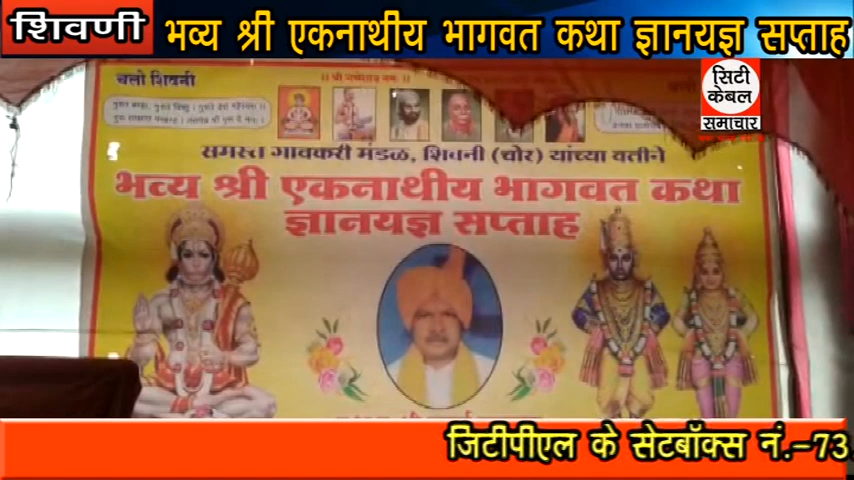 शिवणी
भव्य श्री एकनाथीय भागवत कथा ज्ञानयज्ञ सप्ताह
सिटी
केबल
समाचार
चलो शिवनी
समस्त गावकरी मंडळ, शिवनी (चोर) यांच्या वतीने
भव्य श्री एकनाथीय भागवत कथा
ज्ञानयज्ञ सप्ताह
जिटीपीएल के सेटबॉक्स नं.-73